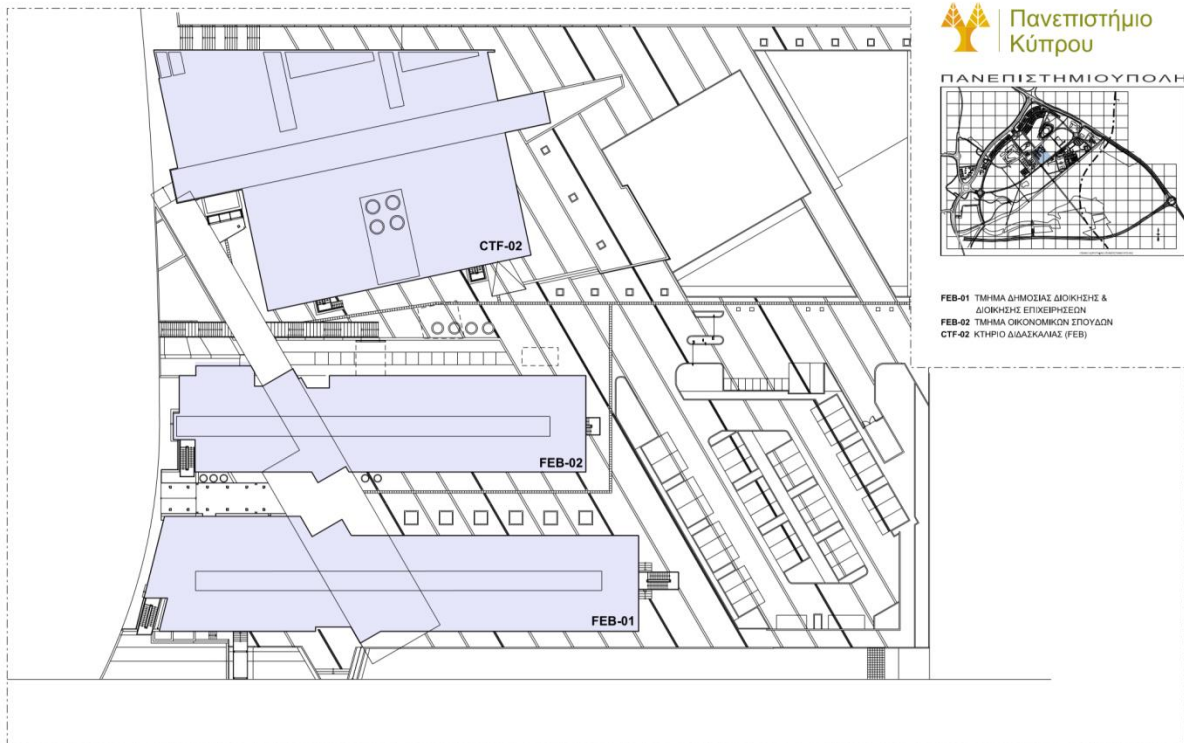 Πανεπιστήμιο
Κύπρου
ΠΑΝΕΠΙΣΤΗΜΙΟΥΠΟΛΗ
FEB-01 ΤΜΗΜΑ ΔΗΜΟΣΙΑΣ ΔΙΟΙΚΗΣΗΣ &
ΔΙΟΙΚΗΣΗΣ ΕΠΙΧΕΙΡΗΣΕΩΝ
FEB-02 ΤΜΗΜΑ ΟΙΚΟΝΟΜΙΚΩΝ ΣΠΟΥΔΩΝ
CTF-02 ΚΤΗΡΙΟ ΔΙΔΑΣΚΑΛΙΑΣ (FEB)
CTF-02
FEB-02
FEB-01